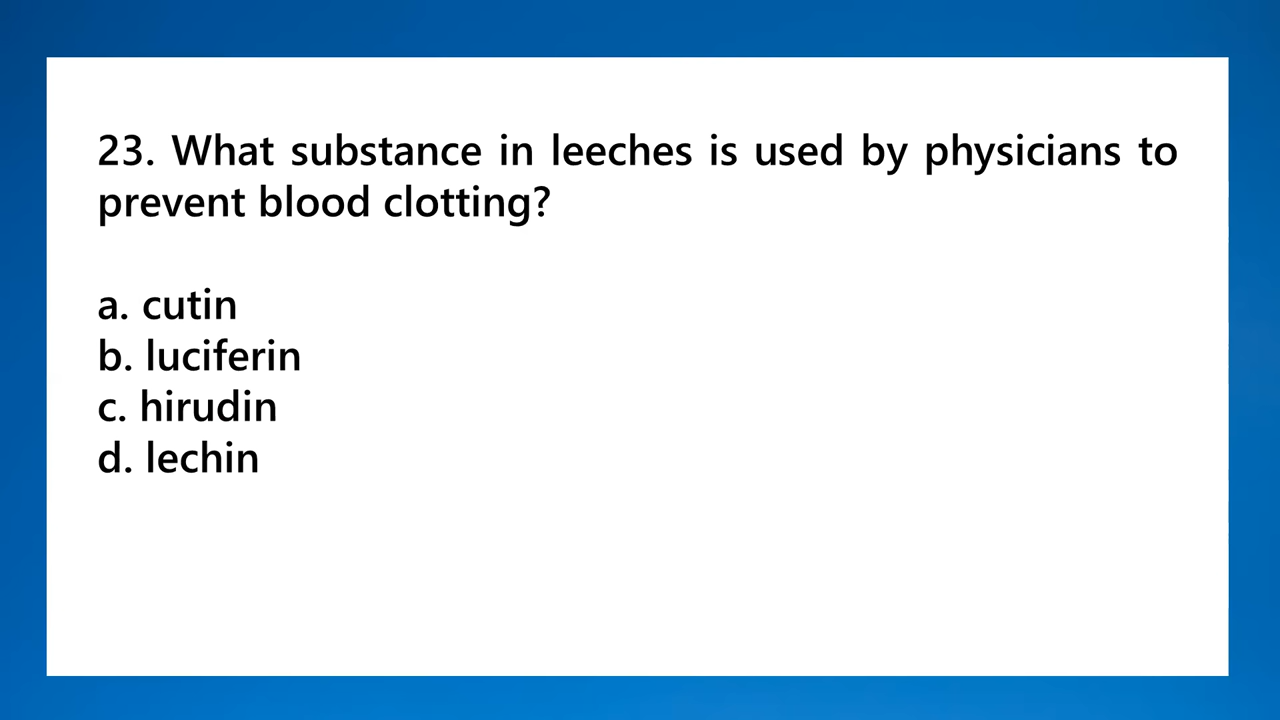 23. What substance in leeches is used by physicians to
prevent blood clotting?
a. cutin
b. luciferin
c. hirudin
d. lechin